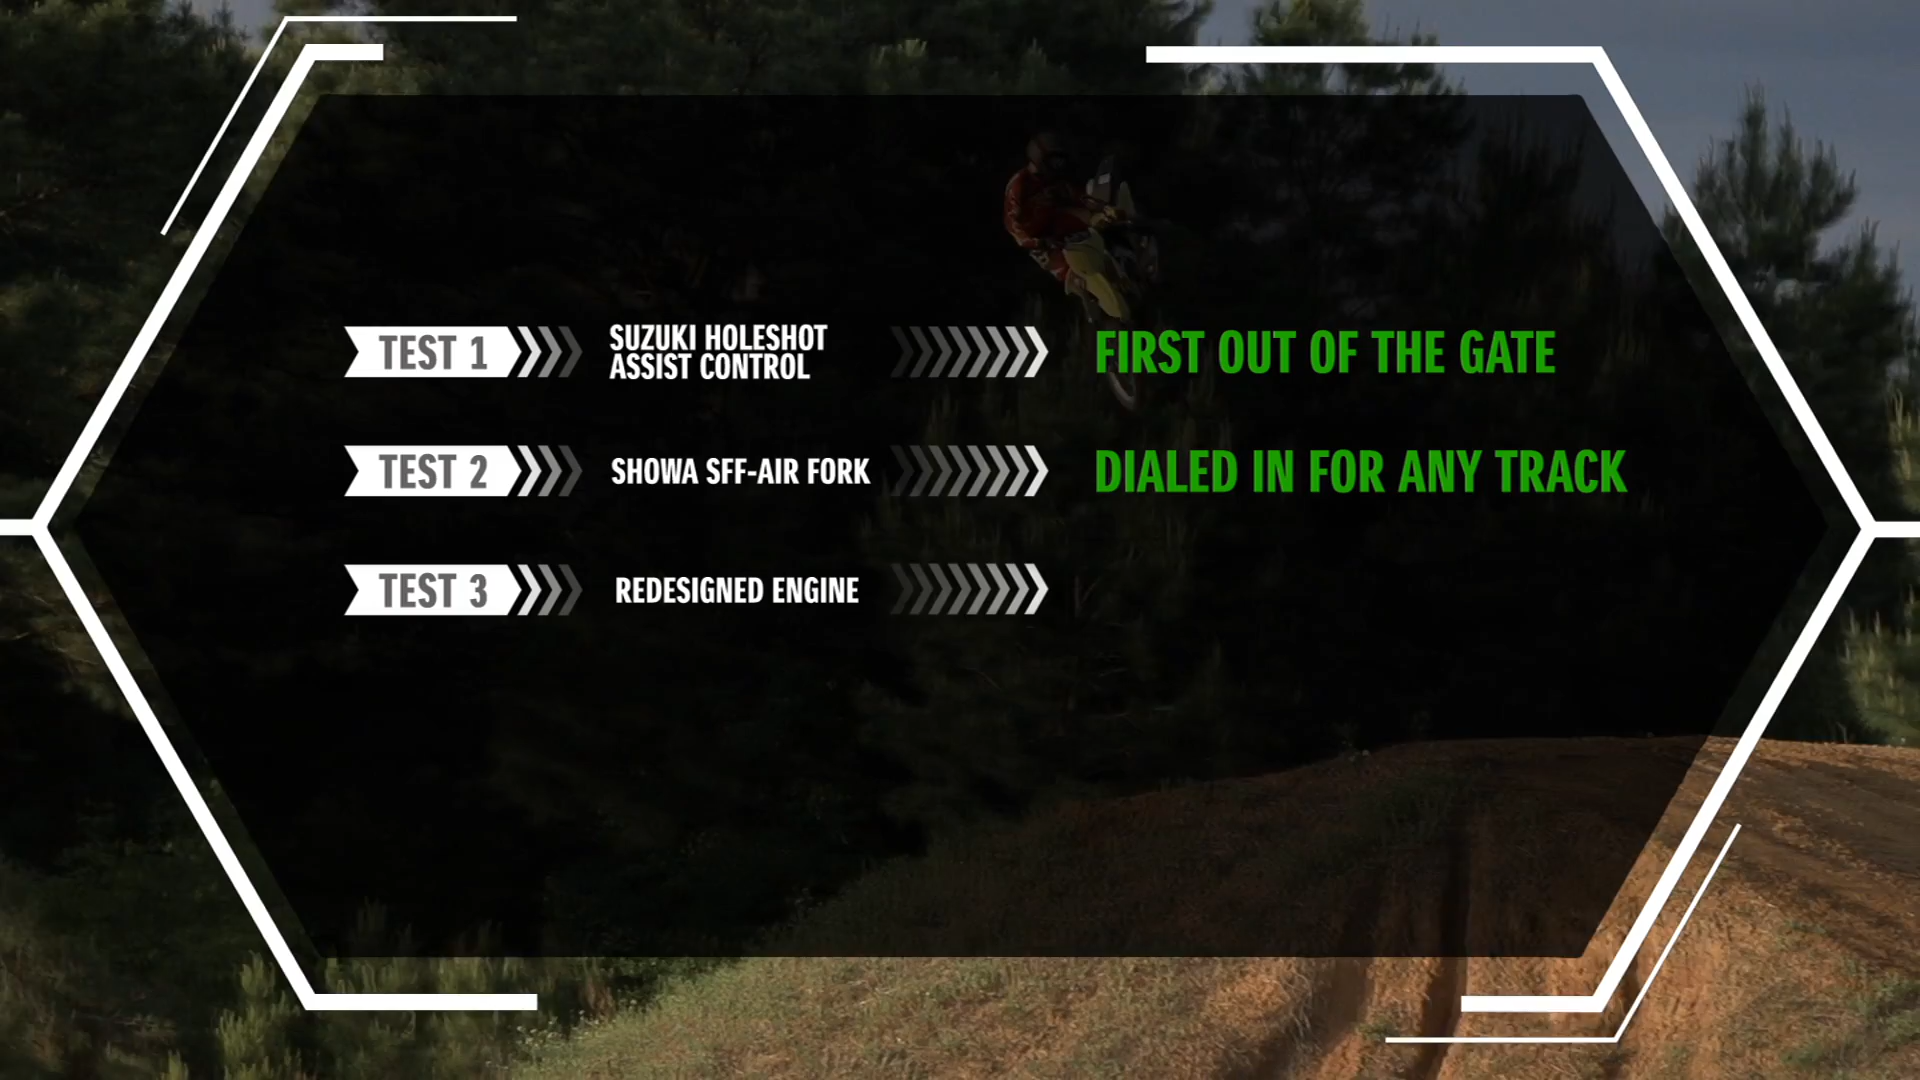 TEST 1
SUZUKI HOLESHOT
ASSIST CONTROL
FIRST OUT OF THE GATE
TEST 2
SHOWA SFF-AIR FORK
DIALED IN FOR ANY TRACK
TEST 3
REDESIGNED ENGINE